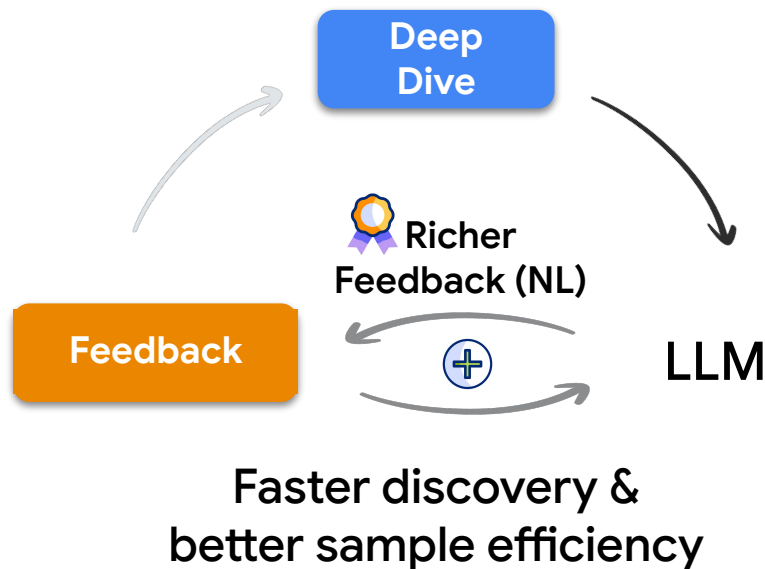 Deep
Dive
Richer
Feedback (NL)
Feedback
LLM
Faster discovery &
better sample efficiency